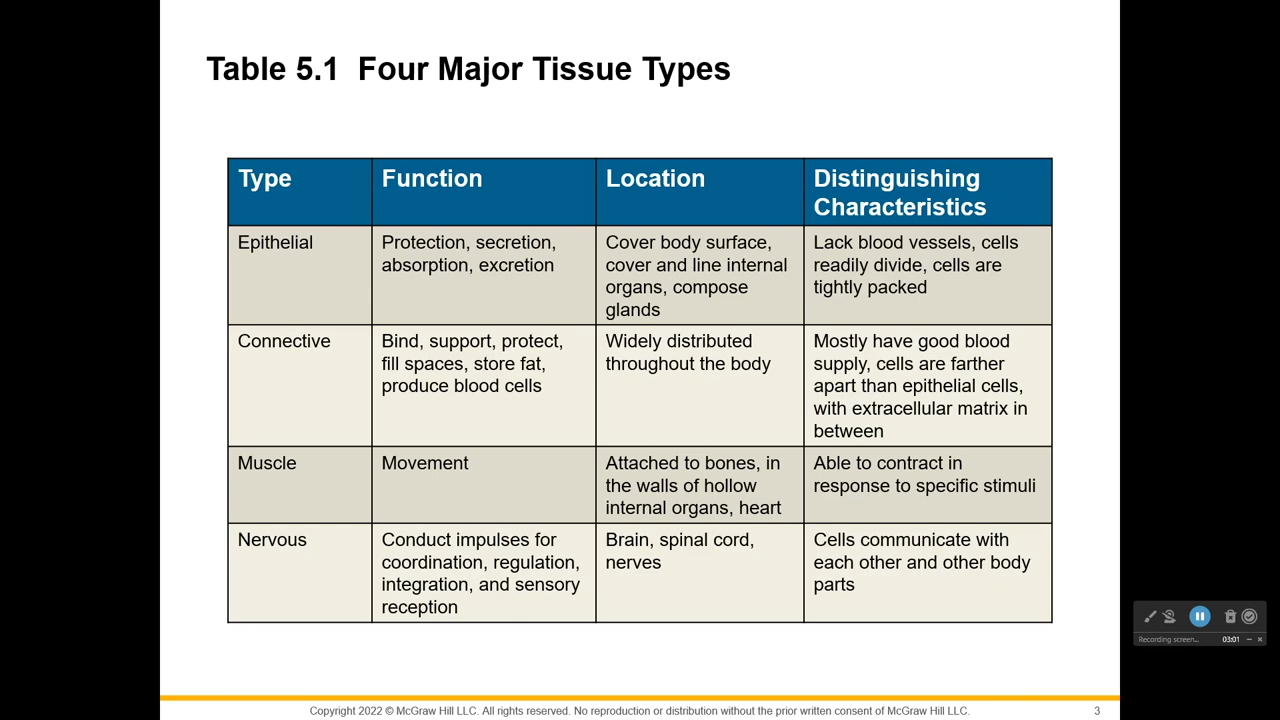 Table 5.1  Four Major Tissue Types
Type
Function
Location
Distinguishing
Characteristics
Epithelial
Protection, secretion,
absorption, excretion
Cover body surface,
cover and line internal
organs, compose
glands
Lack blood vessels, cells
readily divide, cells are
tightly packed
Connective
Bind, support, protect,
fill spaces, store fat,
produce blood cells
Widely distributed
throughout the body
Mostly have good blood
supply, cells are farther
apart than epithelial cells,
with extracellular matrix in
between
Muscle
Movement
Attached to bones, in
the walls of hollow
internal organs, heart
Able to contract in
response to specific stimuli
Nervous
Conduct impulses for
coordination, regulation,
integration, and sensory
reception
Brain, spinal cord,
nerves
Cells communicate with
each other and other body
parts
Recording screen... 03:01
Copyright 2022 © McGraw Hill LLC. All rights reserved. No reproduction or distribution without the prior written consent of McGraw Hill LLC.
3